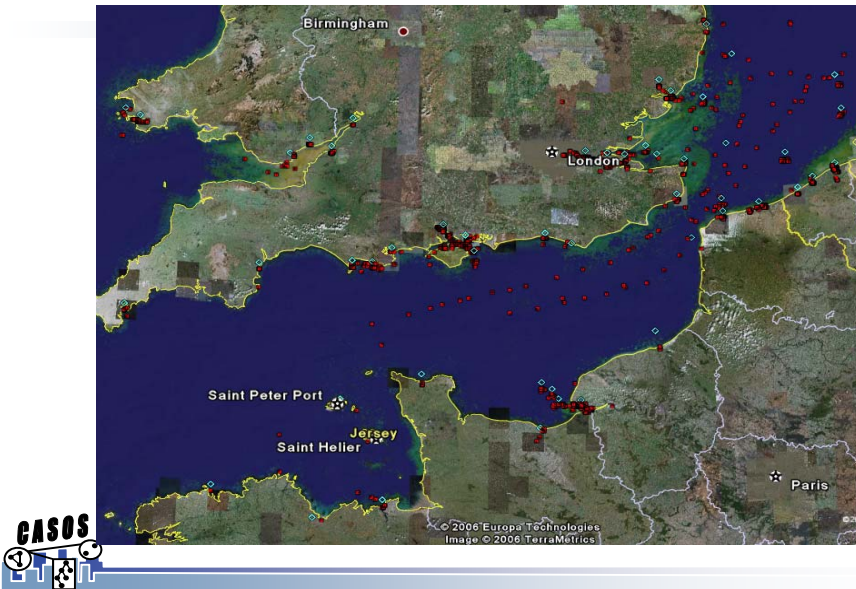 Birmingham
London
Saint Peter Port
Jersey
Saint Helier
Paris
© 2006 Europa Technologies
Image © 2006 TerraMetrics
CASOS